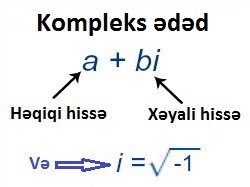 Kompleks ədəd
a + bi
Həqiqi hissə Xəyali hissə
Və i = √-1